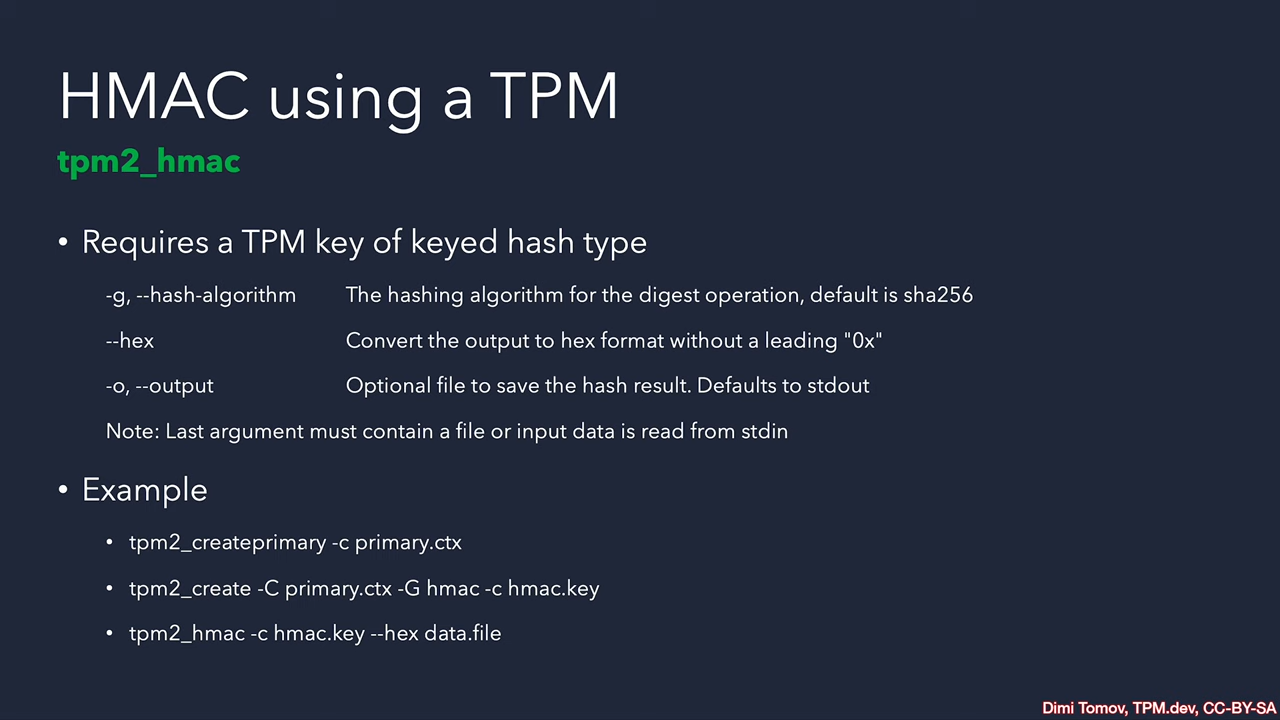 HMAC using a TPM
tpm2_hmac
• Requires a TPM key of keyed hash type
-g, --hash-algorithm The hashing algorithm for the digest operation, default is sha256
--hex Convert the output to hex format without a leading "0x"
-o, --output Optional file to save the hash result. Defaults to stdout
Note: Last argument must contain a file or input data is read from stdin
• Example
• tpm2_createprimary -c primary.ctx
• tpm2_create -C primary.ctx -G hmac -c hmac.key
• tpm2_hmac -c hmac.key --hex data.file
Dimi Tomov, TPM.dev, CC-BY-SA